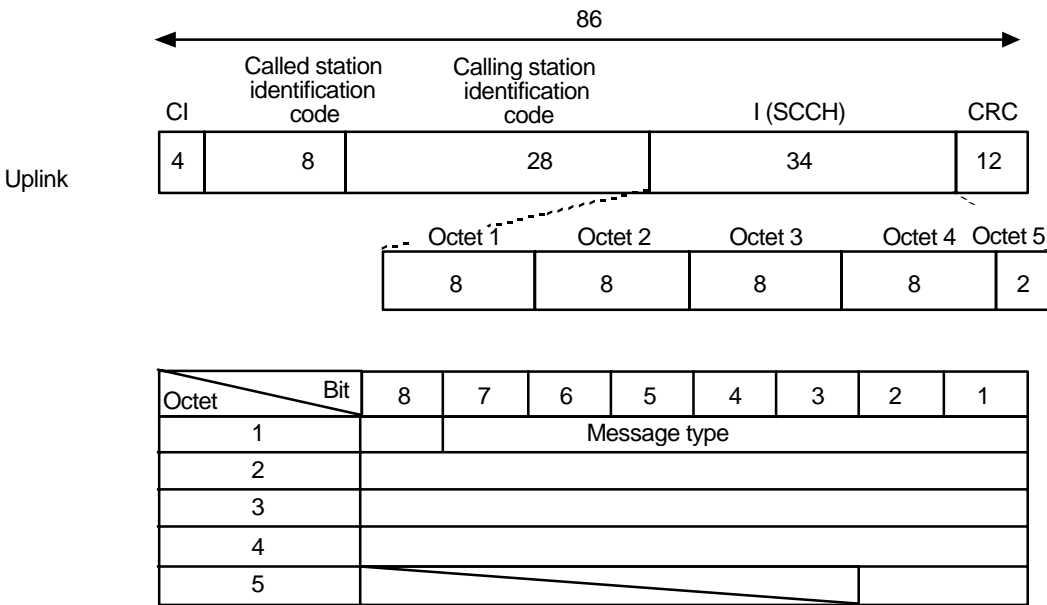 86
Called station
identification
code
Calling station
identification
code
CI
I (SCCH)
CRC
Uplink
4 8 28 34 12
Octet 1 Octet 2 Octet 3 Octet 4 Octet 5
8 8 8 8 2
Octet Bit 8 7 6 5 4 3 2 1
1 Message type
2
3
4
5